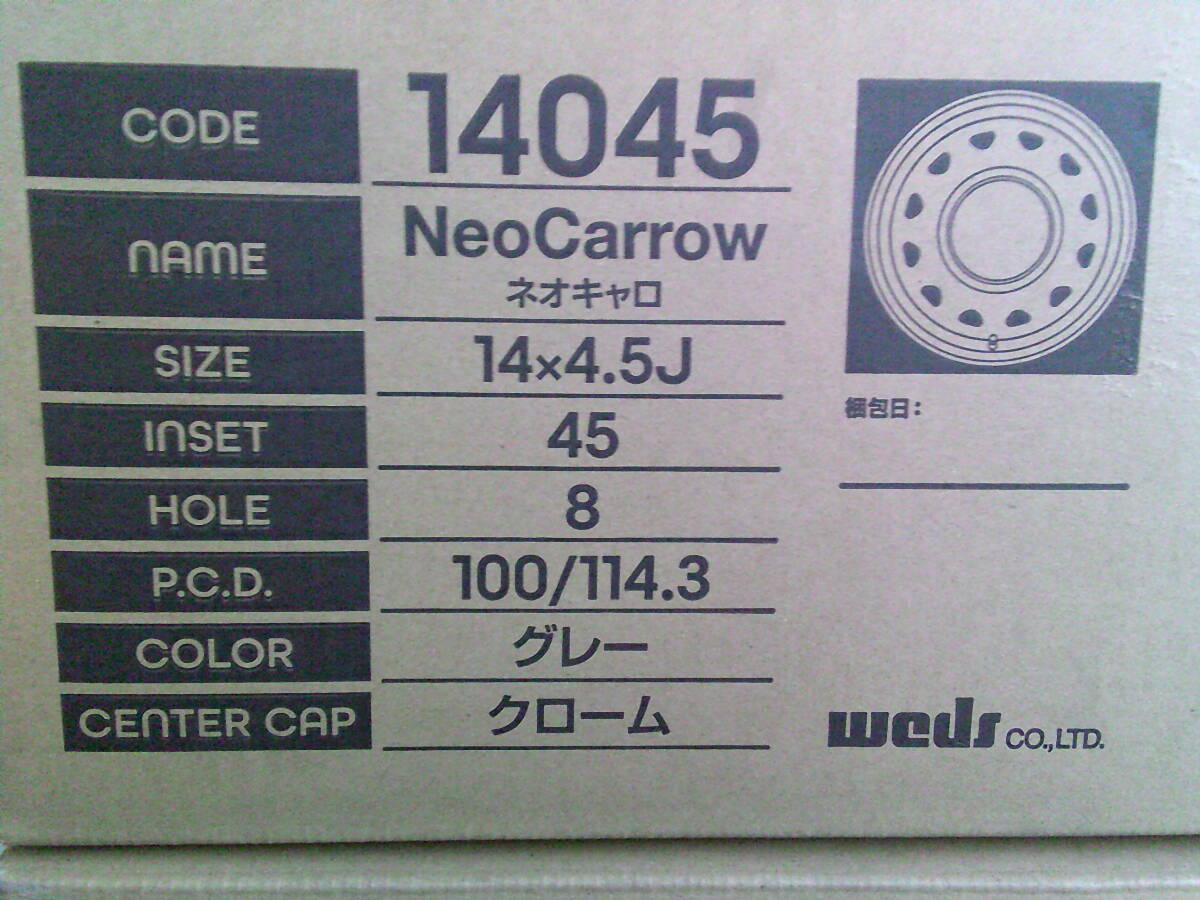 CODE 14045
NAME NeoCarrow
ネオキャロ
SIZE 14×4.5J
INSET 45
HOLE 8
P.C.D. 100/114.3
COLOR グレー
CENTER CAP クローム
梱包日:
weds CO.,LTD.